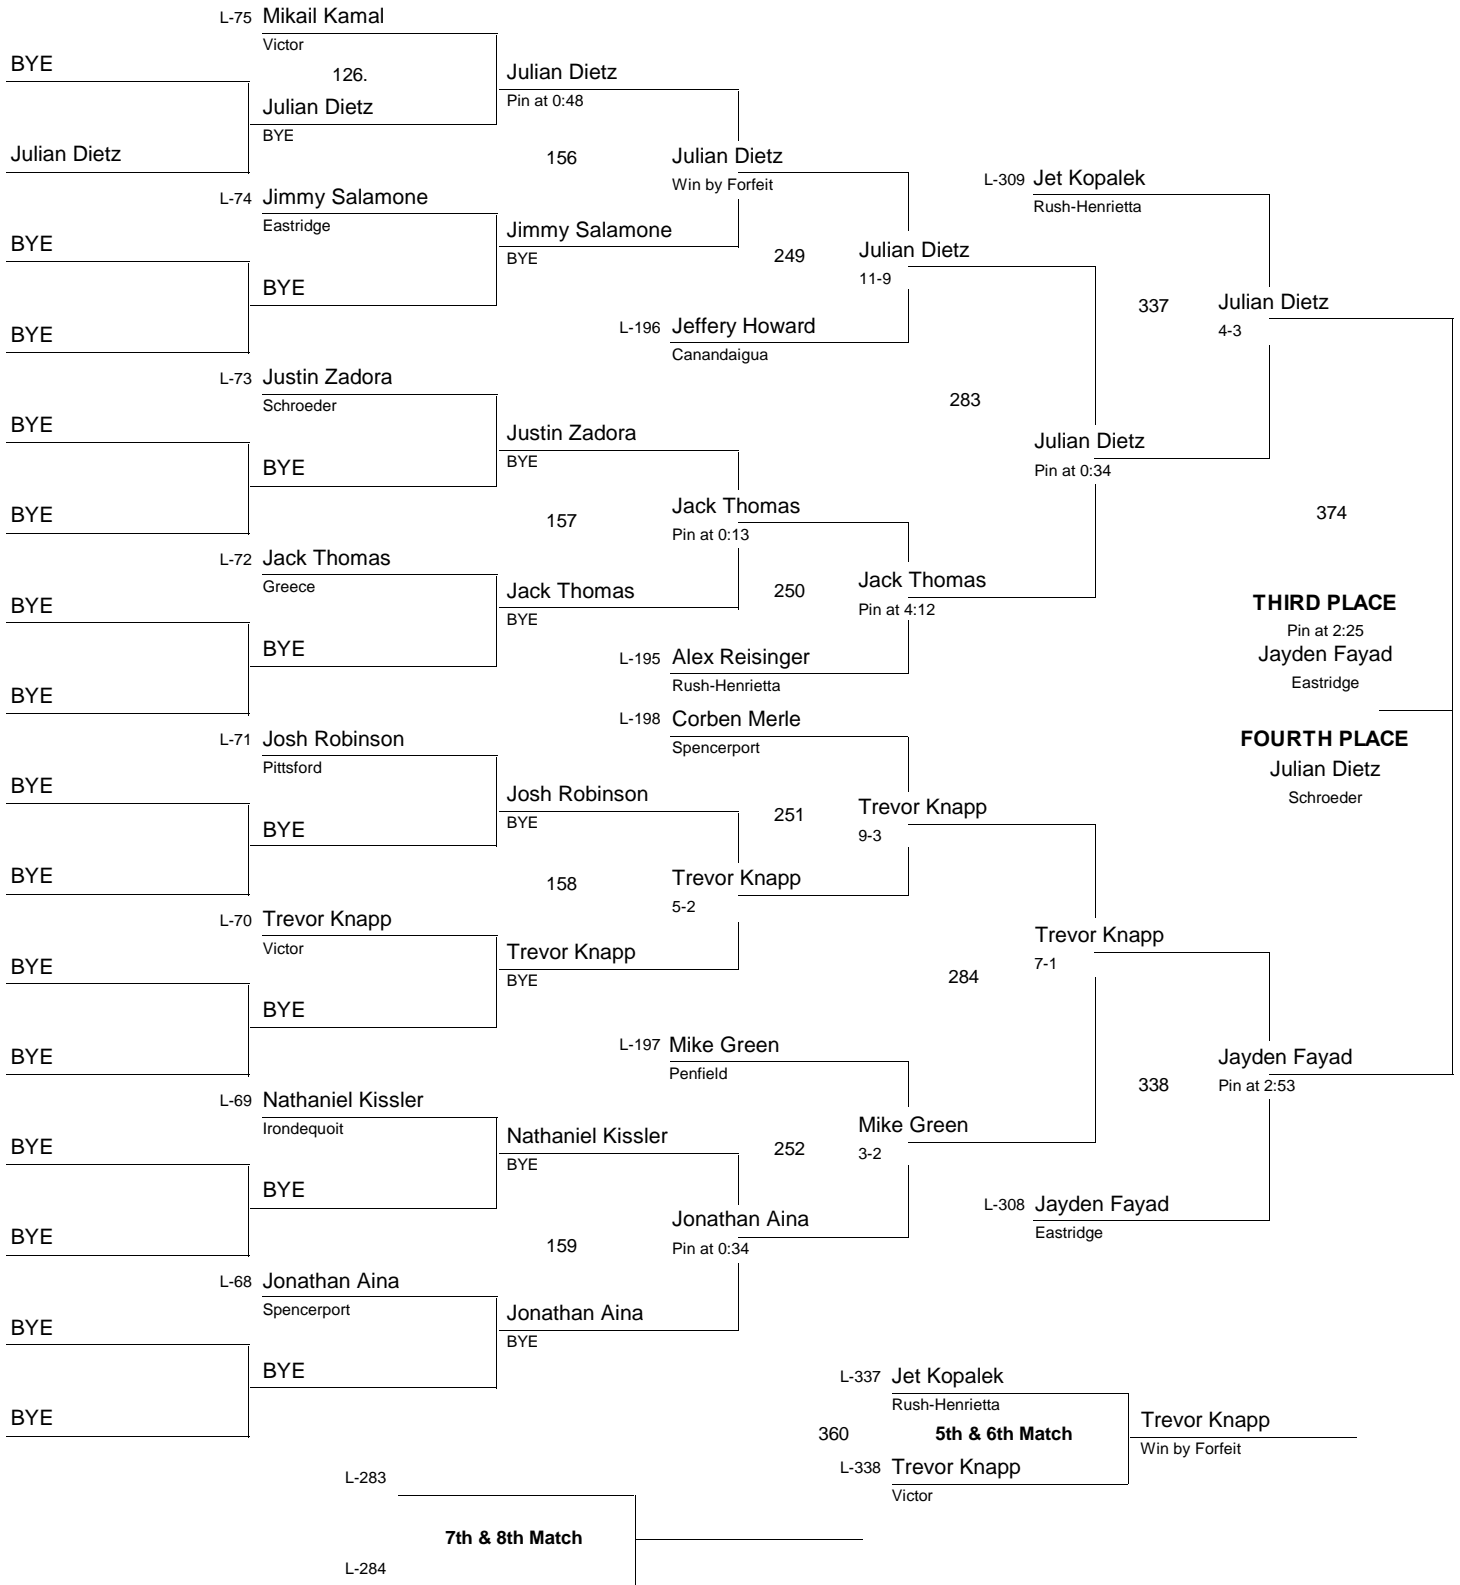 L-75 Mikail Kamal
Victor
BYE
126.
Julian Dietz
Pin at 0:48
Julian Dietz
BYE
Julian Dietz
156
Julian Dietz
Win by Forfeit
L-309 Jet Kopalek
Rush-Henrietta
L-74 Jimmy Salamone
Eastridge
BYE
Jimmy Salamone
BYE
249
Julian Dietz
11-9
BYE
337
Julian Dietz
4-3
BYE
L-196 Jeffery Howard
Canandaigua
L-73 Justin Zadora
Schroeder
283
BYE
Justin Zadora
BYE
Julian Dietz
Pin at 0:34
BYE
BYE
157
Jack Thomas
Pin at 0:13
374
L-72 Jack Thomas
Greece
Jack Thomas
BYE
250
Jack Thomas
Pin at 4:12
BYE
THIRD PLACE
Pin at 2:25
Jayden Fayad
Eastridge
BYE
L-195 Alex Reisinger
Rush-Henrietta
BYE
L-198 Corben Merle
Spencerport
L-71 Josh Robinson
Pittsford
FOURTH PLACE
Julian Dietz
Schroeder
BYE
Josh Robinson
BYE
251
Trevor Knapp
9-3
BYE
BYE
158
Trevor Knapp
5-2
L-70 Trevor Knapp
Victor
Trevor Knapp
7-1
BYE
Trevor Knapp
BYE
284
BYE
BYE
L-197 Mike Green
Penfield
Jayden Fayad
Pin at 2:53
338
L-69 Nathaniel Kissler
Irondequoit
BYE
Nathaniel Kissler
BYE
252
Mike Green
3-2
BYE
L-308 Jayden Fayad
Eastridge
BYE
159
Jonathan Aina
Pin at 0:34
L-68 Jonathan Aina
Spencerport
BYE
Jonathan Aina
BYE
BYE
L-337 Jet Kopalek
Rush-Henrietta
BYE
360
5th & 6th Match
Trevor Knapp
Win by Forfeit
L-338 Trevor Knapp
Victor
L-283
7th & 8th Match
L-284